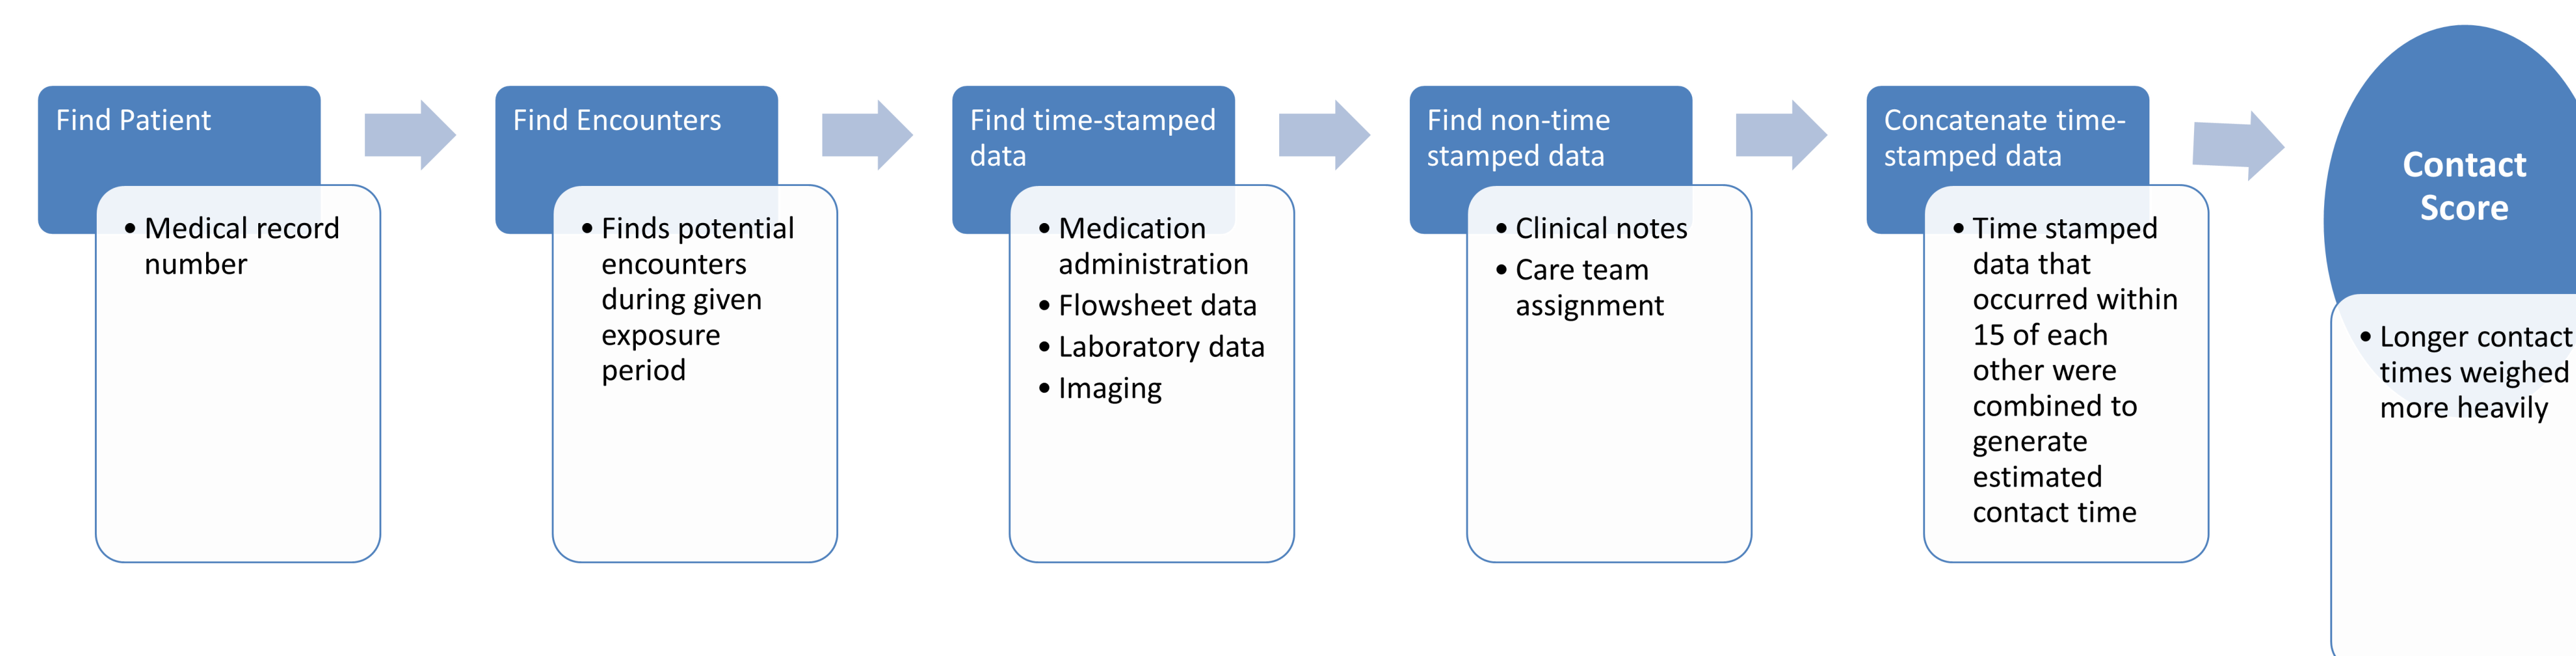 Find Patient
• Medical record
number
Find Encounters
• Finds potential
encounters
during given
exposure
period
Find time-stamped
data
• Medication
administration
• Flowsheet data
• Laboratory data
• Imaging
Find non-time
stamped data
• Clinical notes
• Care team
assignment
Concatenate time-
stamped data
• Time stamped
data that
occurred within
15 of each
other were
combined to
generate
estimated
contact time
Contact
Score
• Longer contact
times weighed
more heavily